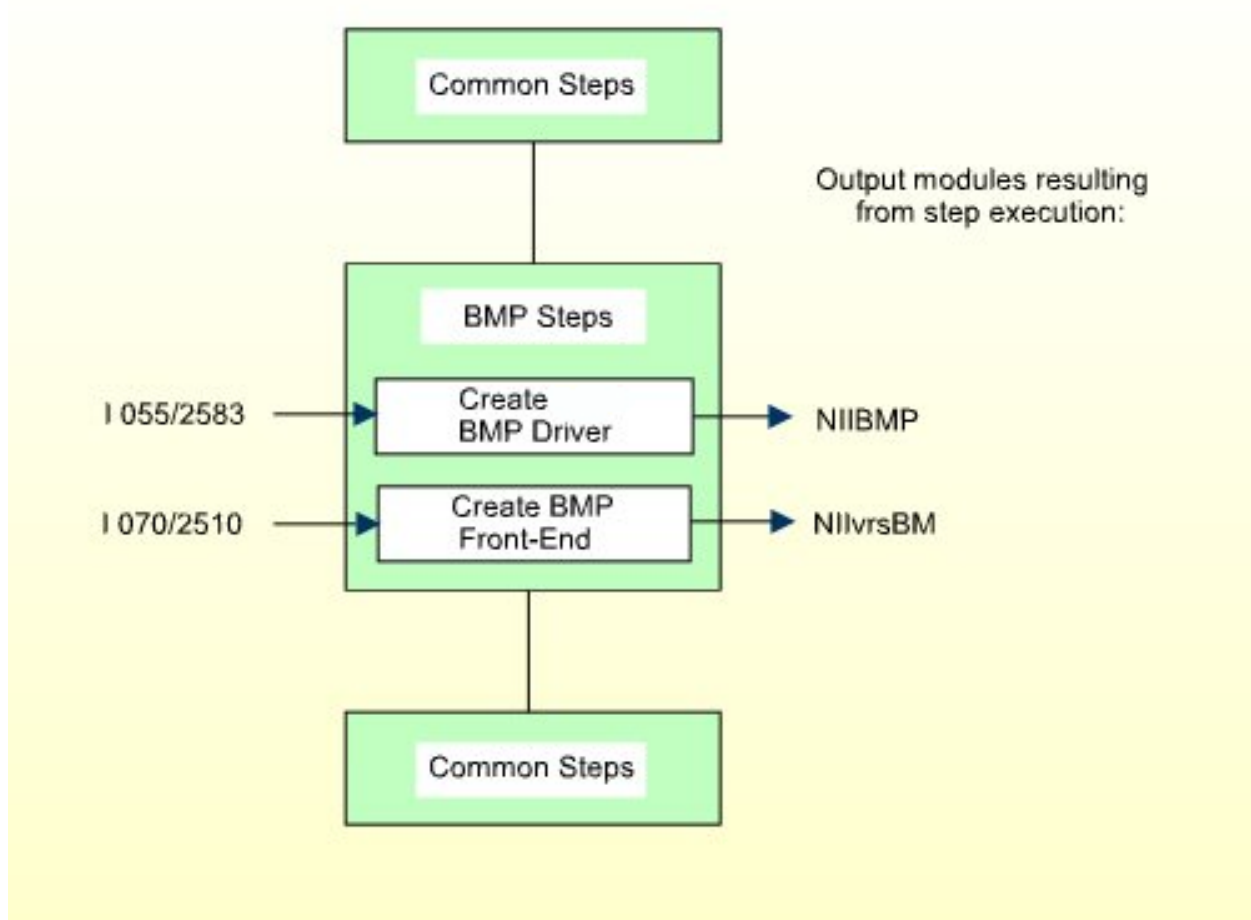 Common Steps
Output modules resulting
from step execution:
BMP Steps
I 055/2583
Create
BMP Driver
NIIBMP
I 070/2510
Create BMP
Front-End
NIIvrsBM
Common Steps